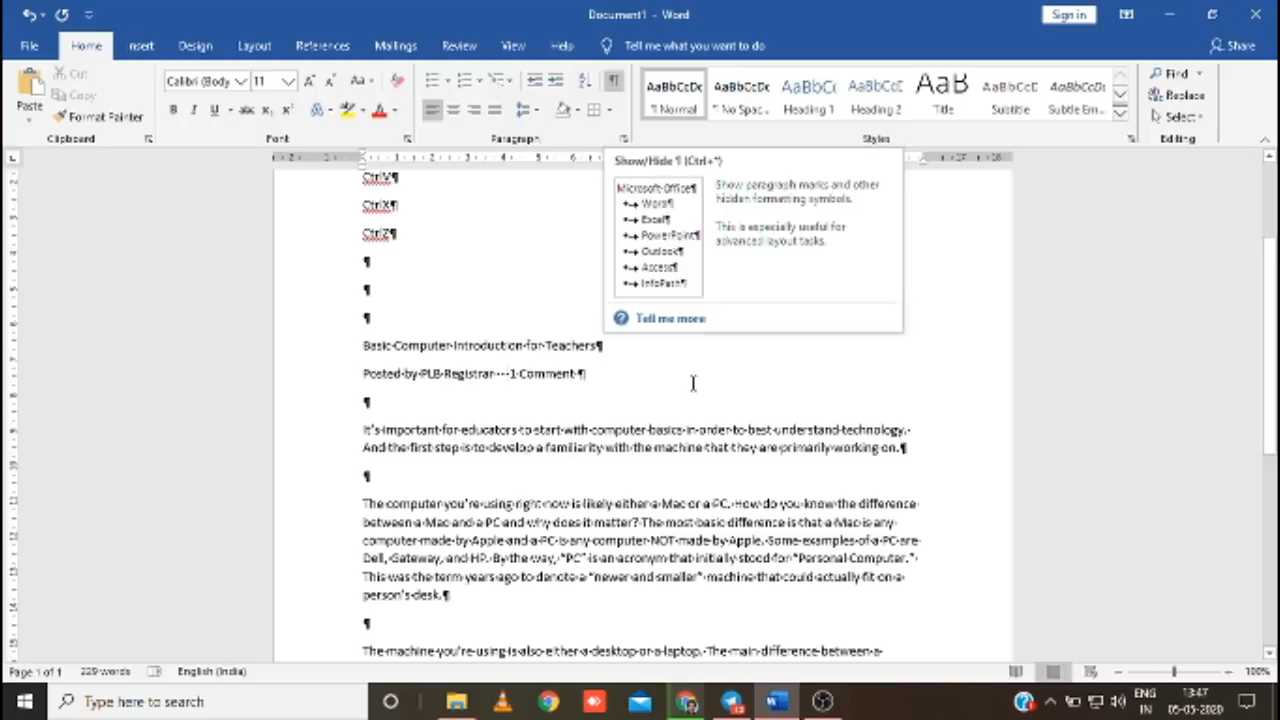 Document1 - Word
Sign in
File Home Insert Design Layout References Mailings Review View Help Tell me what you want to do Share
Cut
Copy
Paste
Format Painter
Calibri (Body 11
Aa
B I U abc x₂ x² A A
AaBbCcDc AaBbCcDc AaBbCc AaBbCcC AaB AaBbCcD AaBbCcDc
¶ Normal ¶ No Spac... Heading 1 Heading 2 Title Subtitle Subtle Em...
Find
Replace
Select
Clipboard Font Paragraph Styles Editing
Show/Hide ¶ (Ctrl+*)
Microsoft·Office¶
Word¶
Excel¶
PowerPoint¶
Outlook¶
Access¶
InfoPath¶
Show paragraph marks and other
hidden formatting symbols.
This is especially useful for
advanced layout tasks.
Tell me more
CtrlV¶
CtrlX¶
CtrlZ¶
¶
¶
¶
Basic·Computer·Introduction·for·Teachers¶
Posted·by·PLB·Registrar·--·1·Comment·¶
¶
It's·important·for·educators·to·start·with·computer·basics·in·order·to·best·understand·technology.·
And·the·first·step·is·to·develop·a·familiarity·with·the·machine·that·they·are·primarily·working·on.¶
¶
The·computer·you're·using·right·now·is·likely·either·a·Mac·or·a·PC.·How·do·you·know·the·difference·
between·a·Mac·and·a·PC·and·why·does·it·matter?·The·most·basic·difference·is·that·a·Mac·is·any·
computer·made·by·Apple·and·a·PC·is·any·computer·NOT·made·by·Apple.·Some·examples·of·a·PC·are·
Dell,·Gateway,·and·HP.·By·the·way,·“PC”·is·an·acronym·that·initially·stood·for·“Personal·Computer.”·
This·was·the·term·years·ago·to·denote·a·“newer·and·smaller”·machine·that·could·actually·fit·on·a·
person's·desk.¶
¶
The·machine·you're·using·is·also·either·a·desktop·or·a·laptop.·The·main·difference·between·a·
Page 1 of 1 229 words English (India) 100%
Type here to search
ENG
IN
13:47
05-05-2020